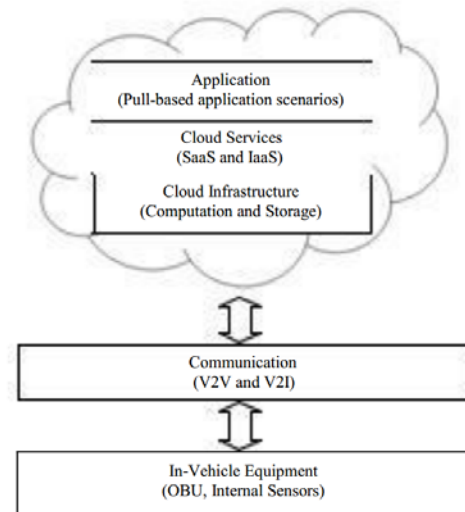 Application
(Pull-based application scenarios)
Cloud Services
(SaaS and IaaS)
Cloud Infrastructure
(Computation and Storage)
Communication
(V2V and V2I)
In-Vehicle Equipment
(OBU, Internal Sensors)